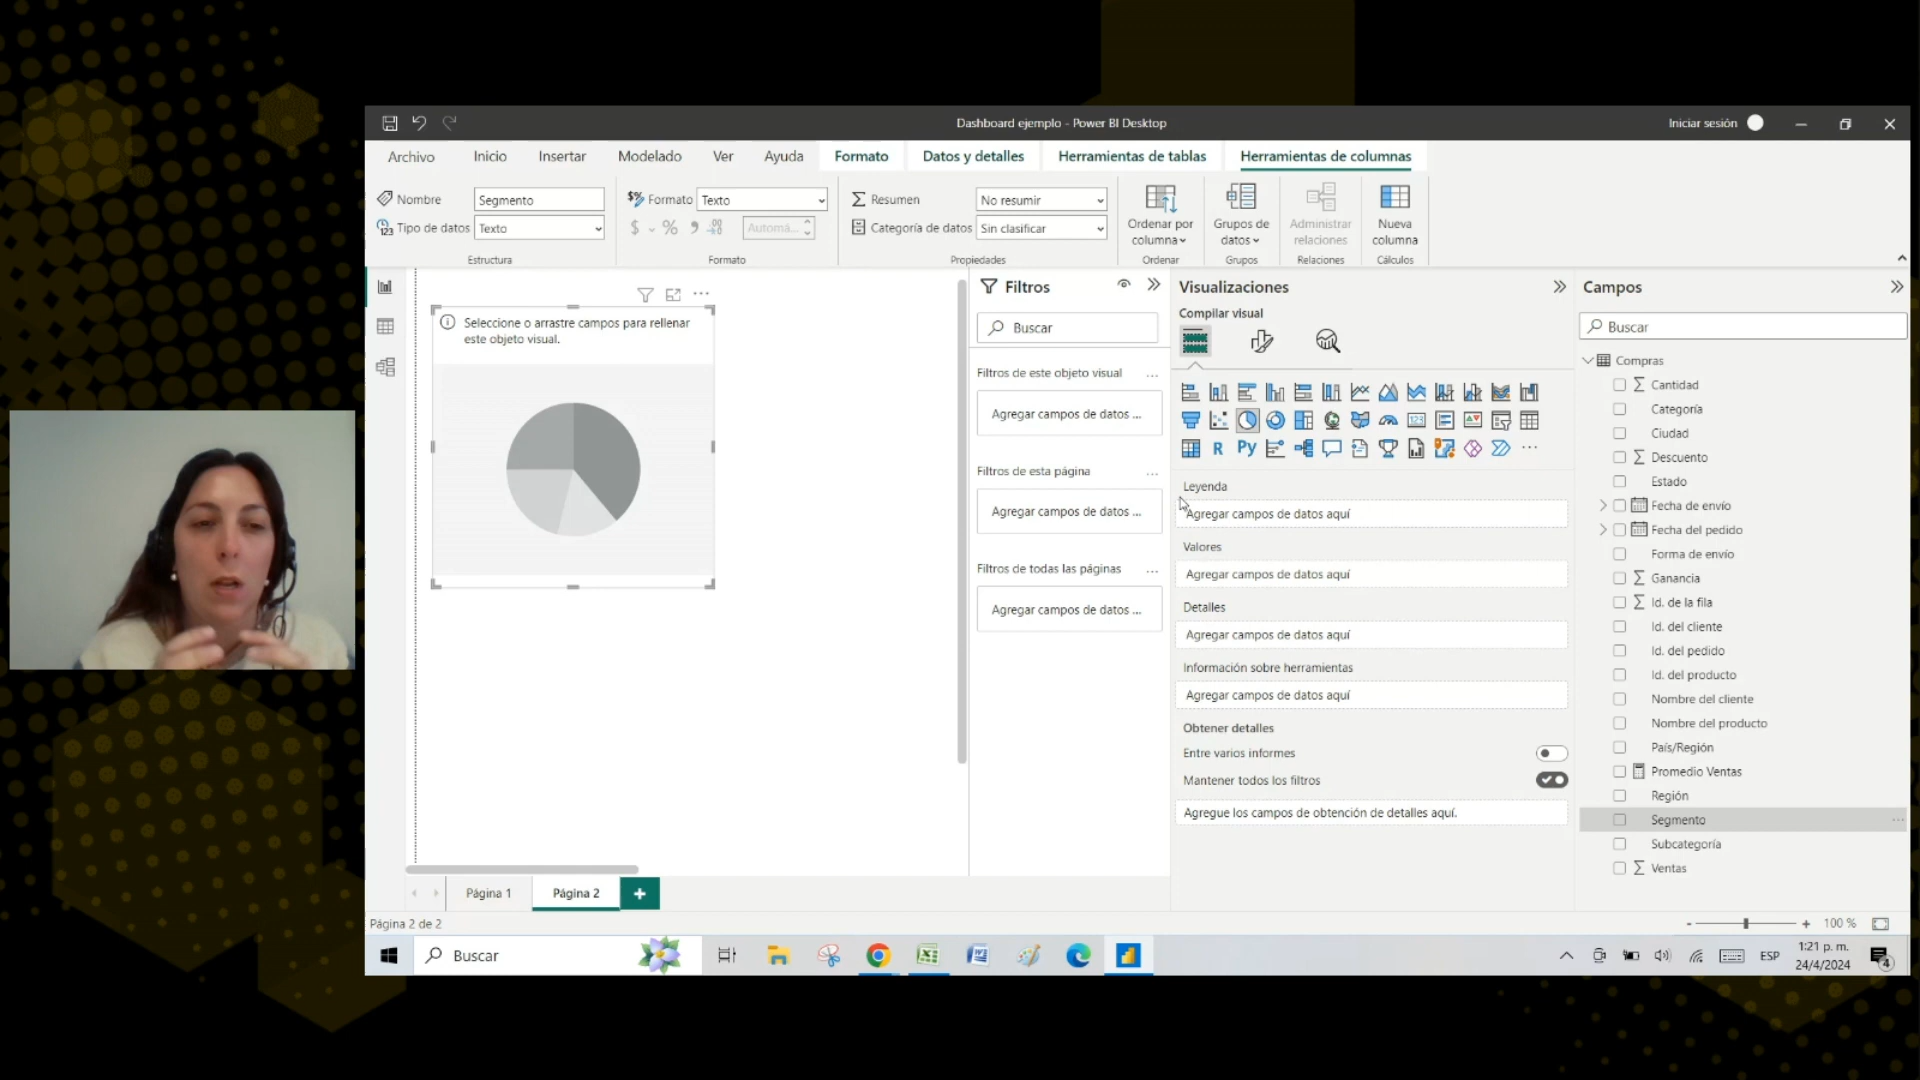 Dashboard ejemplo - Power BI Desktop
Iniciar sesión
Archivo
Inicio
Insertar
Modelado
Ver
Ayuda
Formato
Datos y detalles
Herramientas de tablas
Herramientas de columnas
Nombre
Segmento
Tipo de datos
Texto
Estructura
Formato
Texto
$
%
Automá...
Formato
Resumen
No resumir
Categoría de datos
Sin clasificar
Propiedades
Ordenar por
columna
Ordenar
Grupos de
datos
Grupos
Administrar
relaciones
Relaciones
Nueva
columna
Cálculos
Seleccione o arrastre campos para rellenar
este objeto visual.
Filtros
Buscar
Filtros de este objeto visual
...
Agregar campos de datos ...
Filtros de esta página
...
Agregar campos de datos ...
Filtros de todas las páginas
...
Agregar campos de datos ...
Visualizaciones
Compilar visual
123
R
Py
...
Leyenda
Agregar campos de datos aquí
Valores
Agregar campos de datos aquí
Detalles
Agregar campos de datos aquí
Información sobre herramientas
Agregar campos de datos aquí
Obtener detalles
Entre varios informes
Mantener todos los filtros
Agregue los campos de obtención de detalles aquí.
Campos
Buscar
Compras
Cantidad
Categoría
Ciudad
Descuento
Estado
Fecha de envío
Fecha del pedido
Forma de envío
Ganancia
Id. de la fila
Id. del cliente
Id. del pedido
Id. del producto
Nombre del cliente
Nombre del producto
País/Región
Promedio Ventas
Región
Segmento
Subcategoría
Ventas
Página 1
Página 2
+
Página 2 de 2
- + 100 %
Buscar
ESP
1:21 p. m.
24/4/2024
4